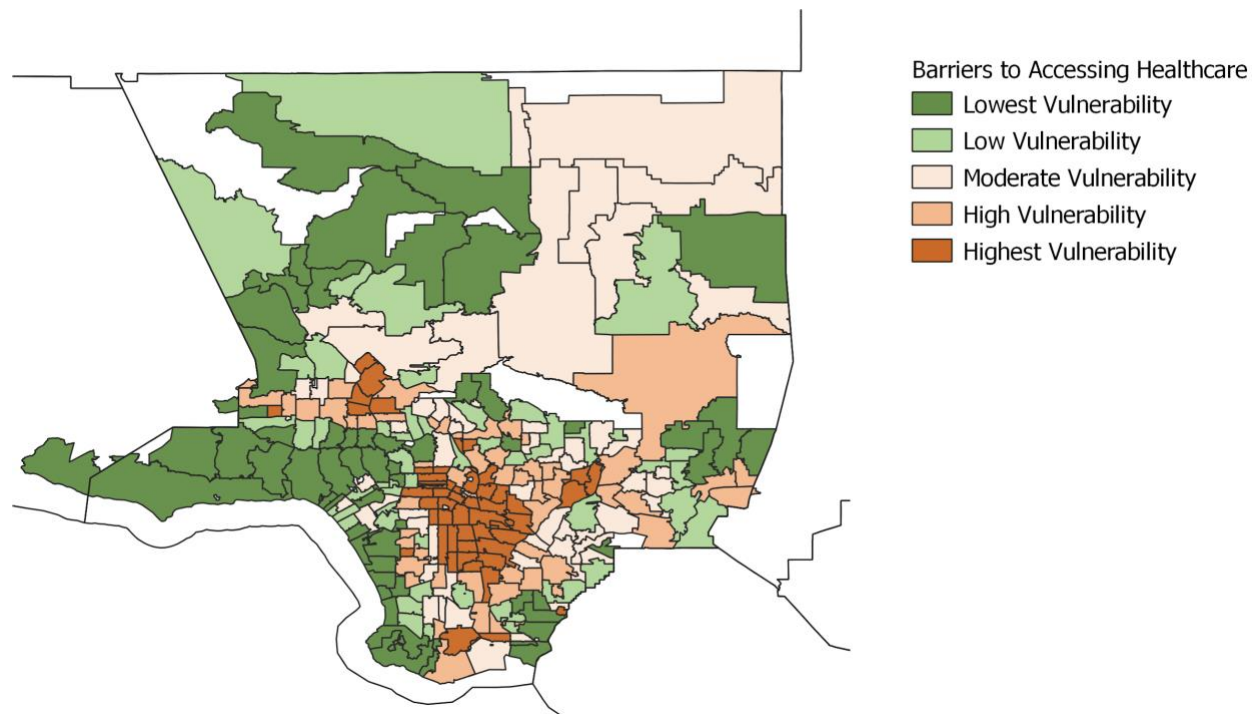 Barriers to Accessing Healthcare
Lowest Vulnerability
Low Vulnerability
Moderate Vulnerability
High Vulnerability
Highest Vulnerability